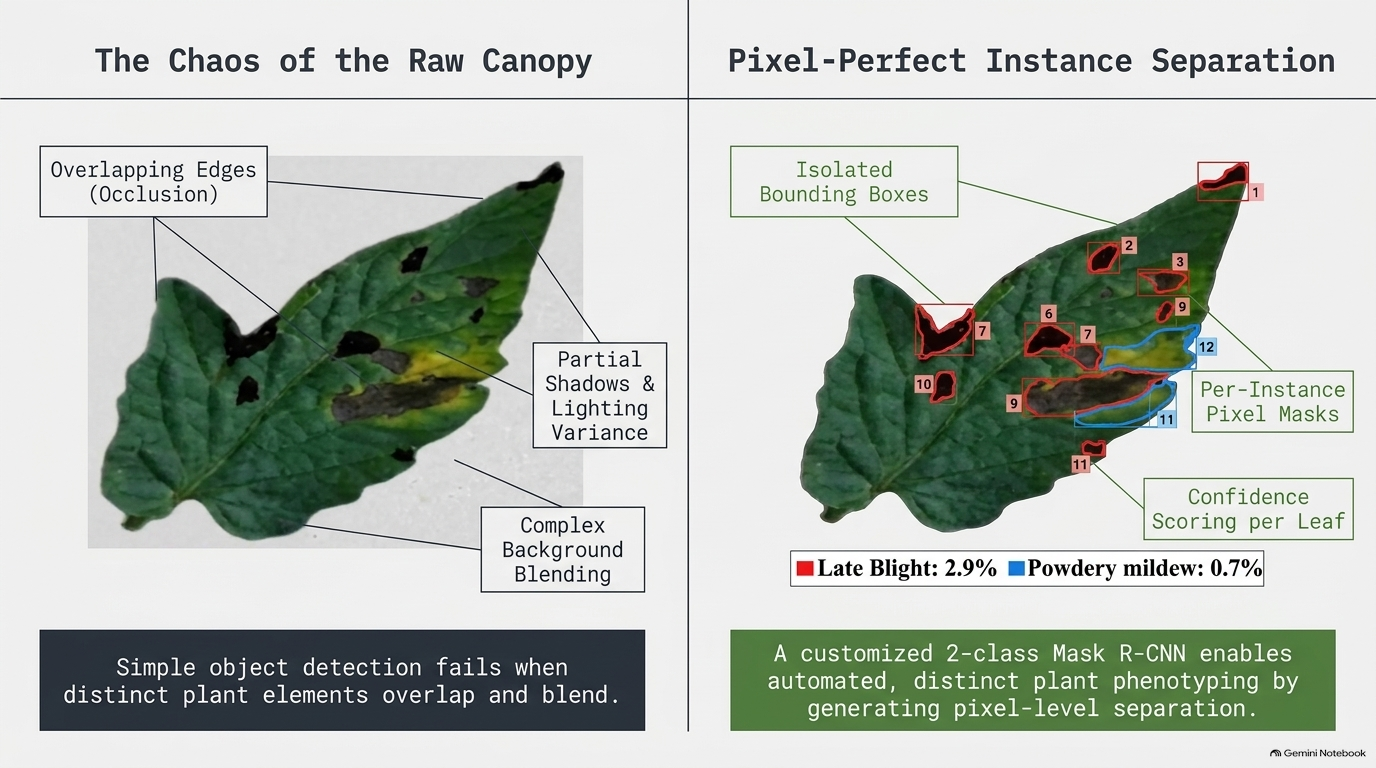 The Chaos of the Raw Canopy
Overlapping Edges
(Occlusion)
Partial
Shadows &
Lighting
Variance
Complex
Background
Blending
Simple object detection fails when
distinct plant elements overlap and blend.
Pixel-Perfect Instance Separation
Isolated
Bounding Boxes
1
2
3
9
6
7
7
12
10
9
11
11
Per-Instance
Pixel Masks
Confidence
Scoring per Leaf
Late Blight: 2.9% Powdery mildew: 0.7%
A customized 2-class Mask R-CNN enables
automated, distinct plant phenotyping by
generating pixel-level separation.
Gemini Notebook